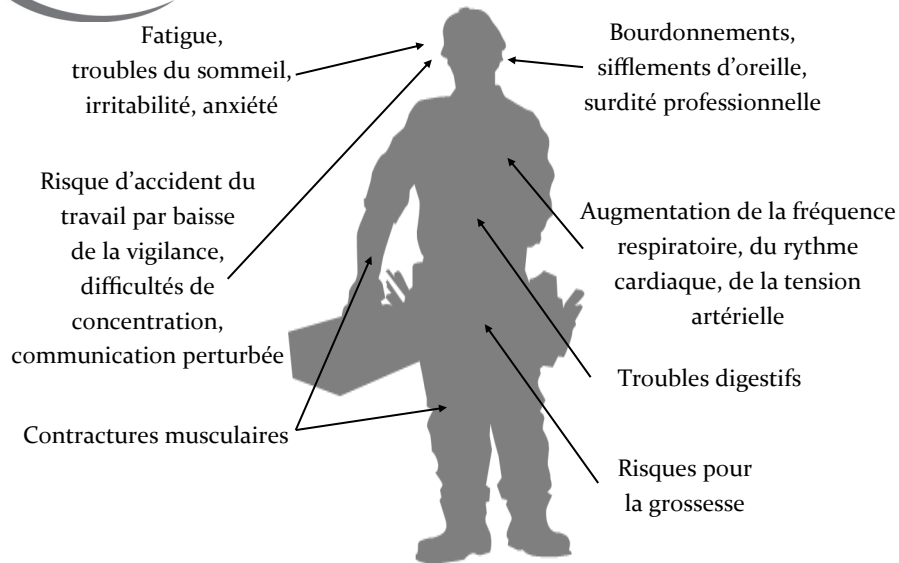 Fatigue,
troubles du sommeil,
irritabilité, anxiété
Risque d'accident du
travail par baisse
de la vigilance,
difficultés de
concentration,
communication perturbée
Contractures musculaires
Bourdonnements,
sifflements d'oreille,
surdité professionnelle
Augmentation de la fréquence
respiratoire, du rythme
cardiaque, de la tension
artérielle
Troubles digestifs
Risques pour
la grossesse